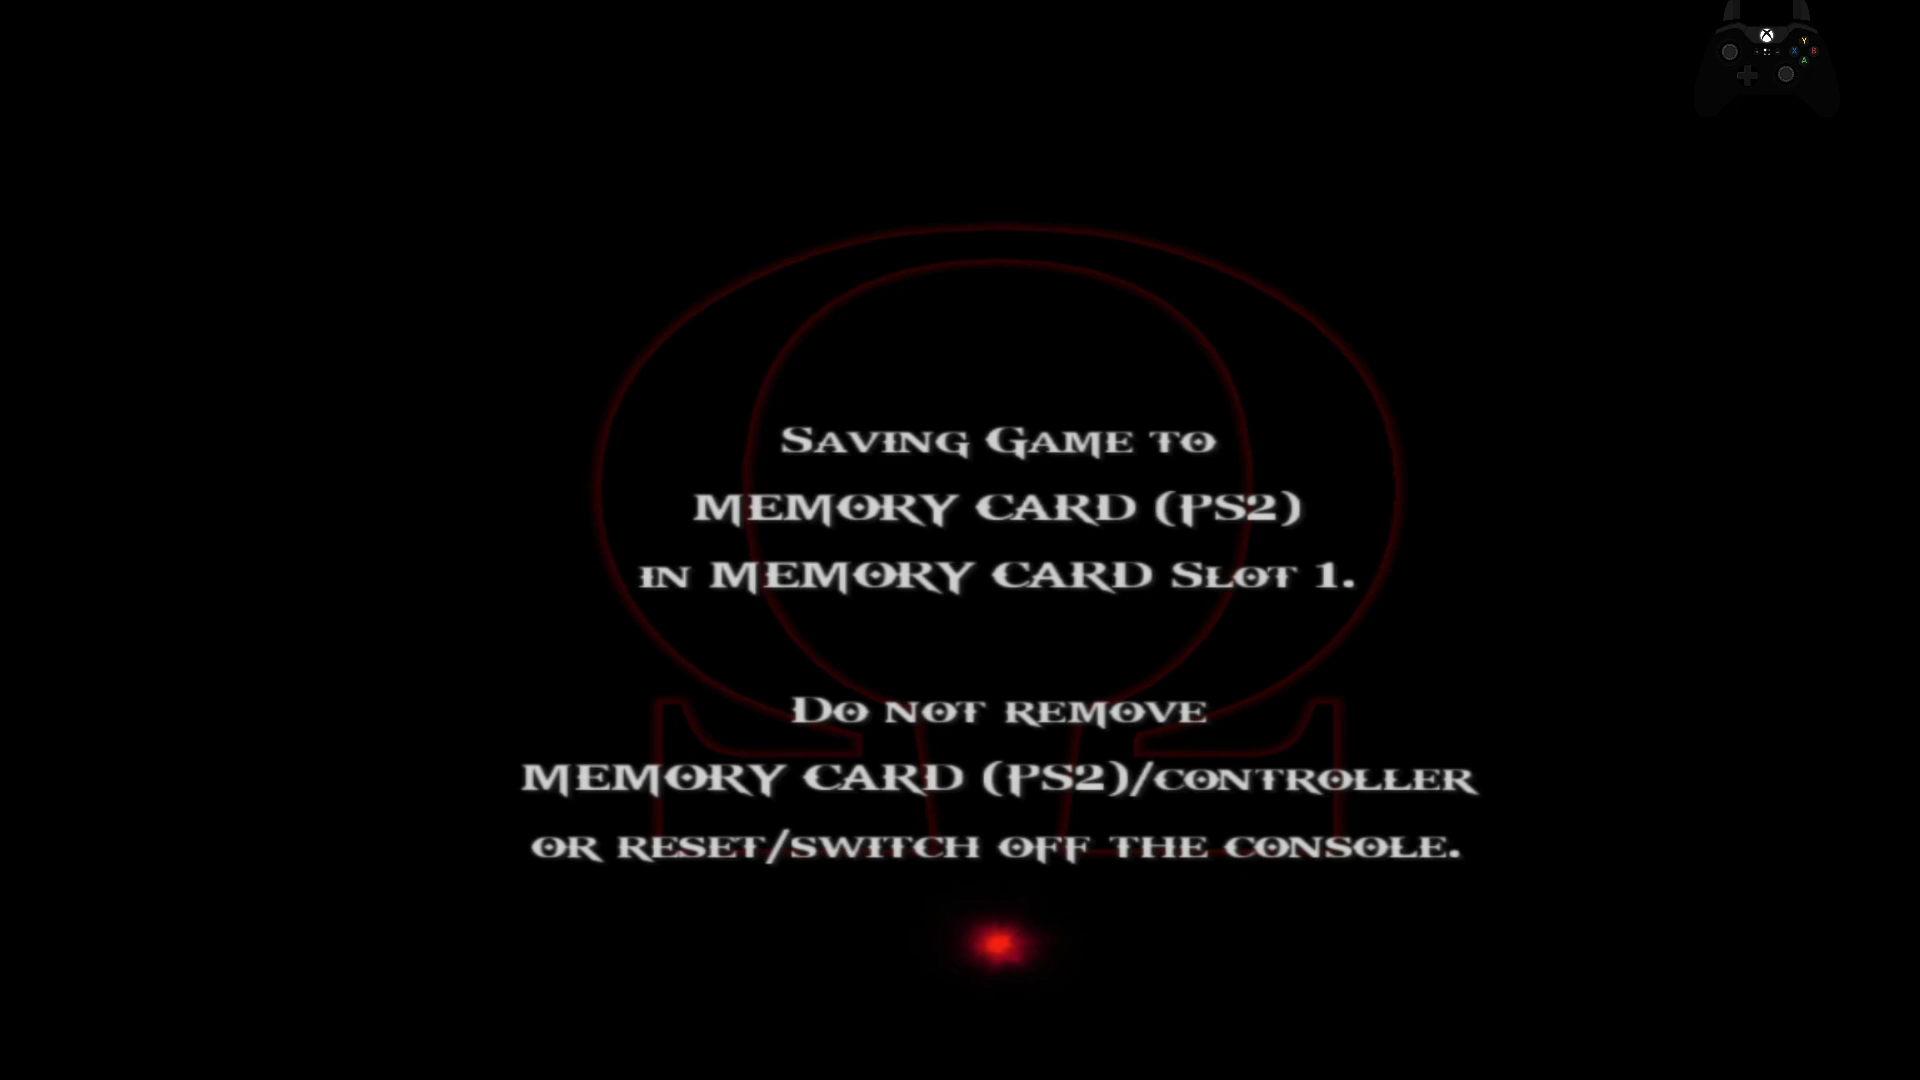 Saving Game to
MEMORY CARD (PS2)
in MEMORY CARD Slot 1.
Do not remove
MEMORY CARD (PS2)/controller
or reset/switch off the console.
Y
X B
A